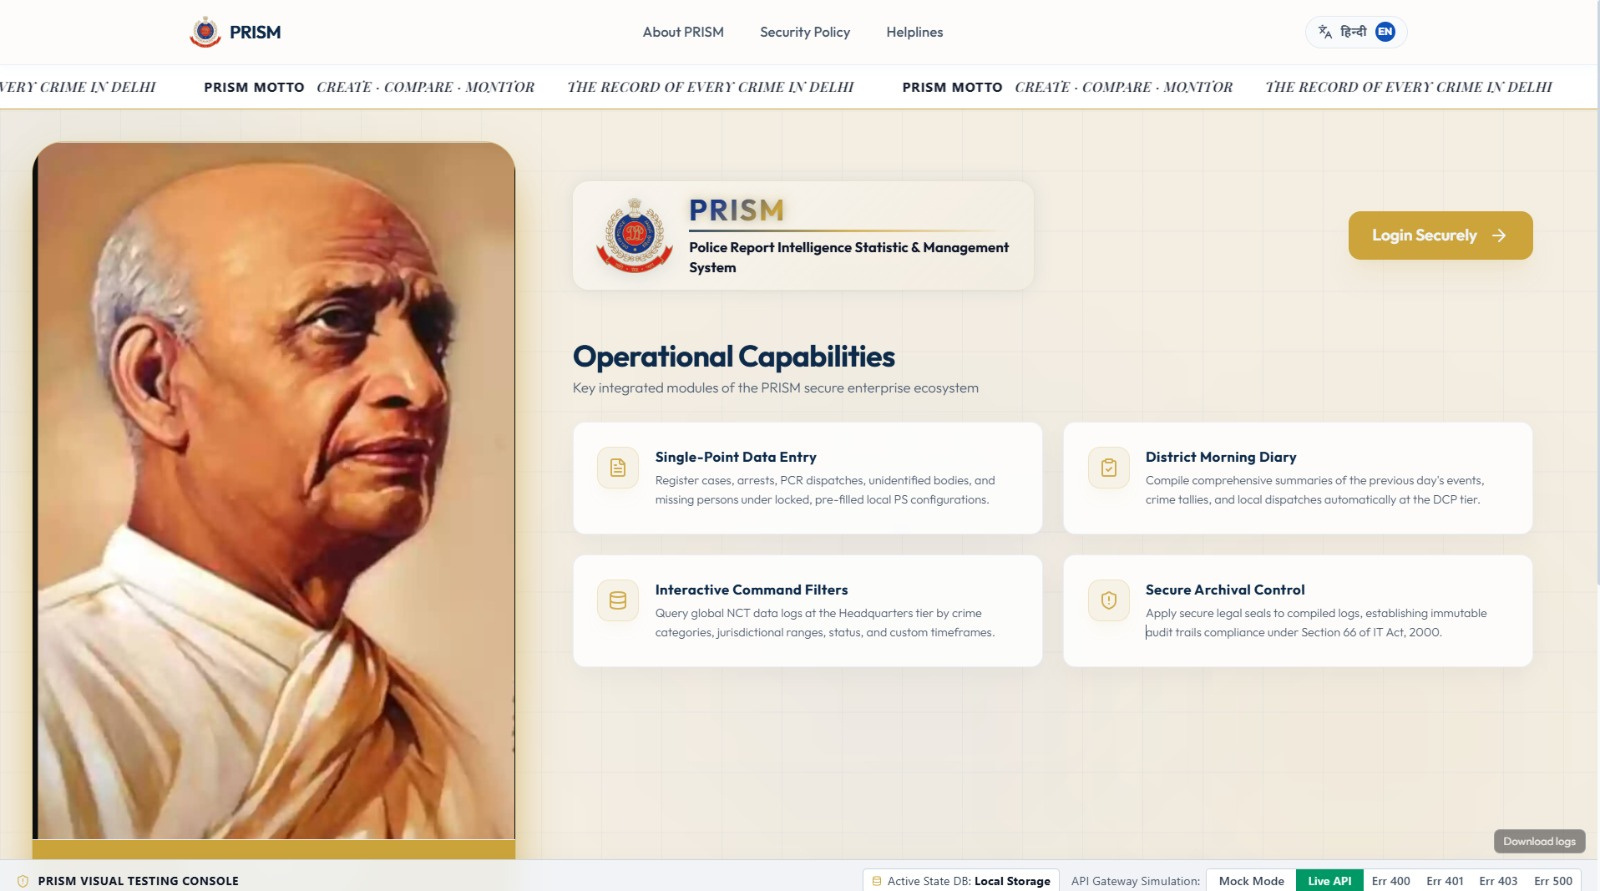 PRISM
About PRISM
Security Policy
Helplines
हिन्दी
EN
VERY CRIME IN DELHI PRISM MOTTO CREATE · COMPARE · MONITOR THE RECORD OF EVERY CRIME IN DELHI PRISM MOTTO CREATE · COMPARE · MONITOR THE RECORD OF EVERY CRIME IN DELHI
PRISM
Police Report Intelligence Statistic & Management
System
Login Securely
Operational Capabilities
Key integrated modules of the PRISM secure enterprise ecosystem
Single-Point Data Entry
Register cases, arrests, PCR dispatches, unidentified bodies, and
missing persons under locked, pre-filled local PS configurations.
District Morning Diary
Compile comprehensive summaries of the previous day's events,
crime tallies, and local dispatches automatically at the DCP tier.
Interactive Command Filters
Query global NCT data logs at the Headquarters tier by crime
categories, jurisdictional ranges, status, and custom timeframes.
Secure Archival Control
Apply secure legal seals to compiled logs, establishing immutable
audit trails compliance under Section 66 of IT Act, 2000.
Download logs
PRISM VISUAL TESTING CONSOLE
Active State DB: Local Storage
API Gateway Simulation:
Mock Mode
Live API
Err 400
Err 401
Err 403
Err 500